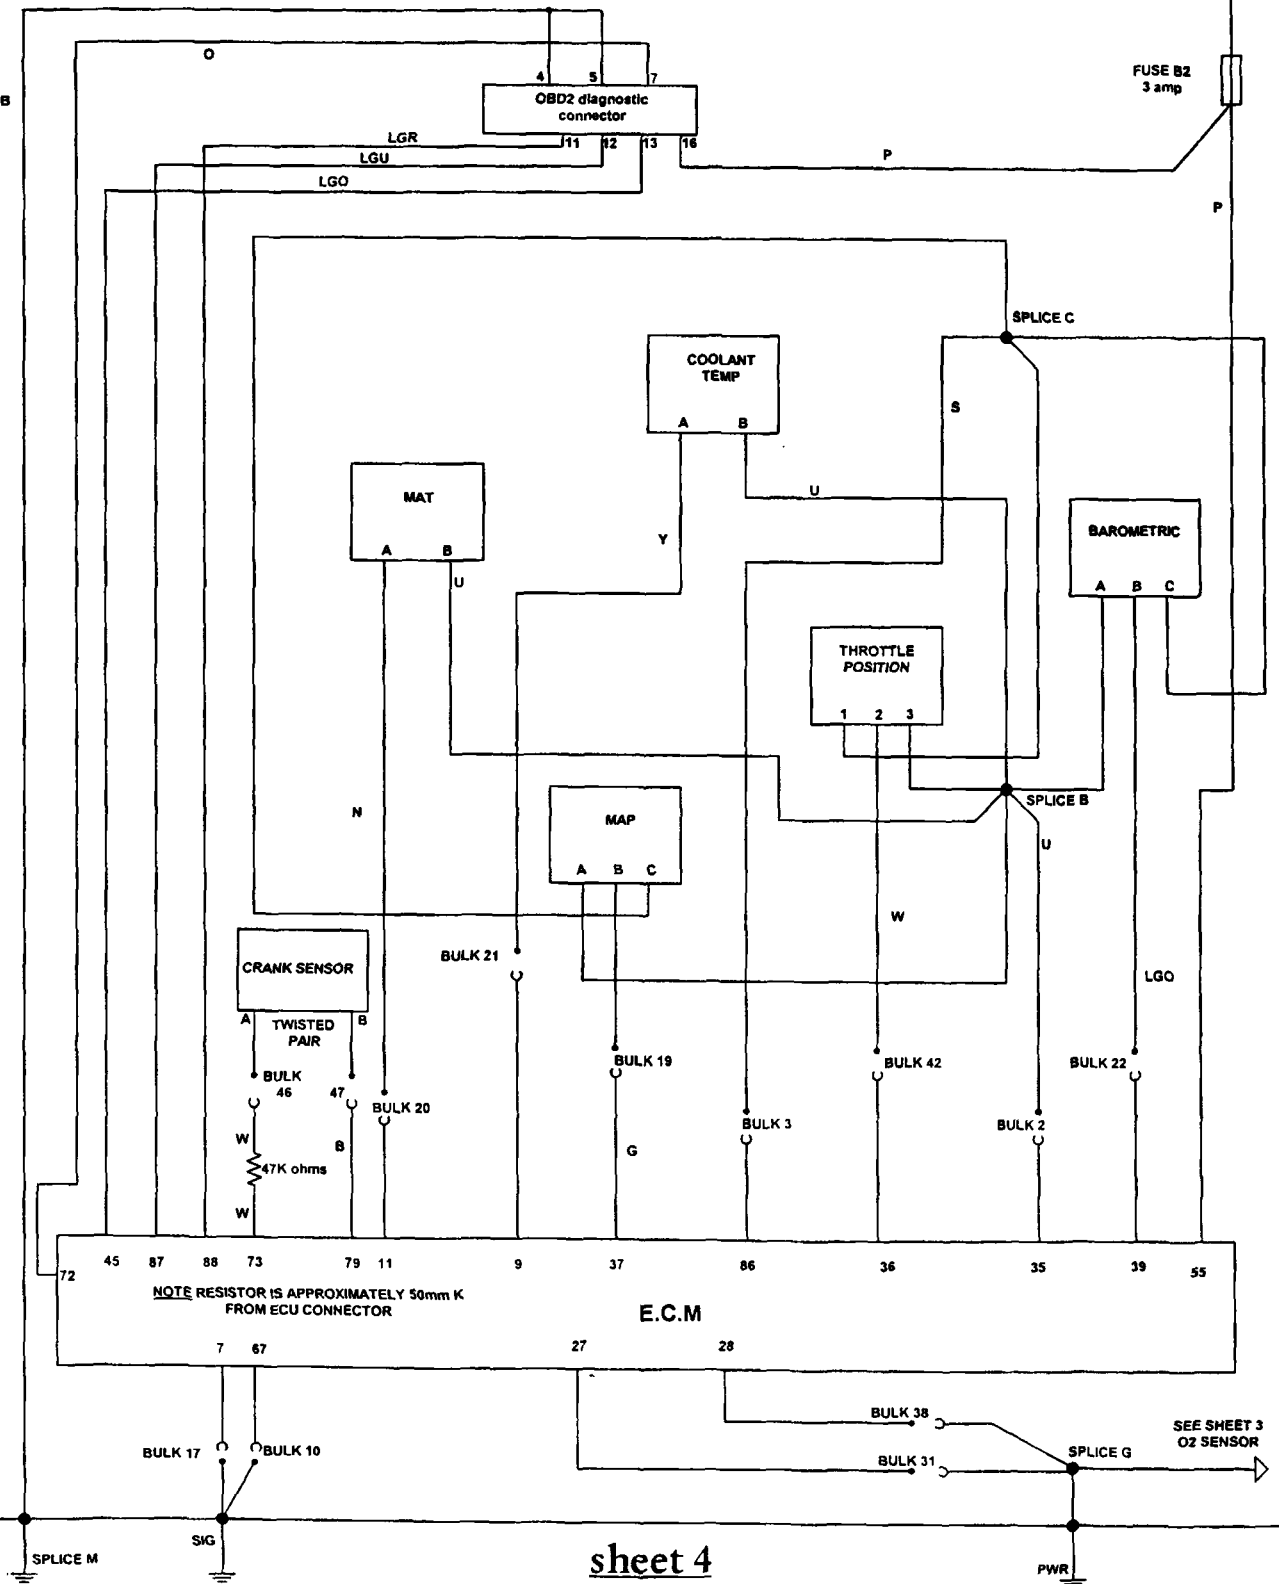 O
B
4 5 7
OBD2 diagnostic
connector
11 12 13 16
FUSE B2
3 amp
LGR
LGU
LGO
P
P
SPLICE C
COOLANT
TEMP
A B
S
MAT
A B
U
U
Y
BAROMETRIC
A B C
THROTTLE
POSITION
1 2 3
N
MAP
A B C
SPLICE B
U
W
CRANK SENSOR
A B
TWISTED
PAIR
BULK 21
LGO
BULK
46
47
BULK 20
BULK 19
BULK 42
BULK 22
BULK 3
BULK 2
W
B
G
47K ohms
W
72
45 87 88 73 79 11 9 37 86 36 35 39 55
NOTE RESISTOR IS APPROXIMATELY 50mm K
FROM ECU CONNECTOR
E.C.M
7 67 27 28
BULK 17
BULK 10
BULK 38
BULK 31
SPLICE G
SEE SHEET 3
O2 SENSOR
SPLICE M
SIG
PWR
sheet 4